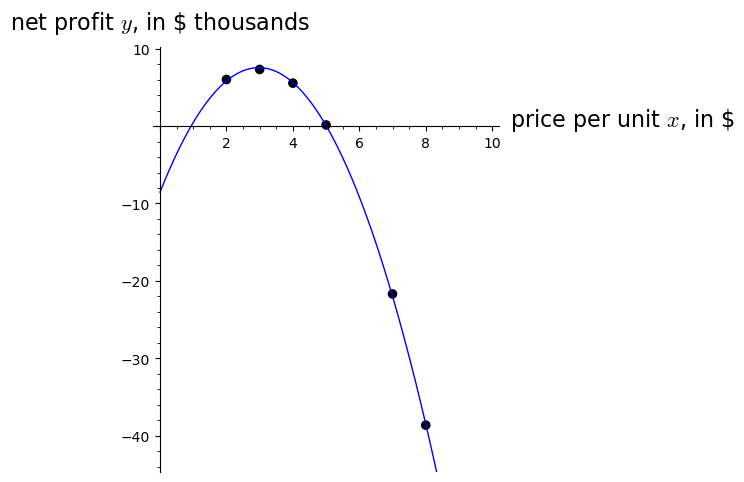 net profit y, in $ thousands
10
price per unit x, in $
2 4 6 8 10
−10
−20
−30
−40